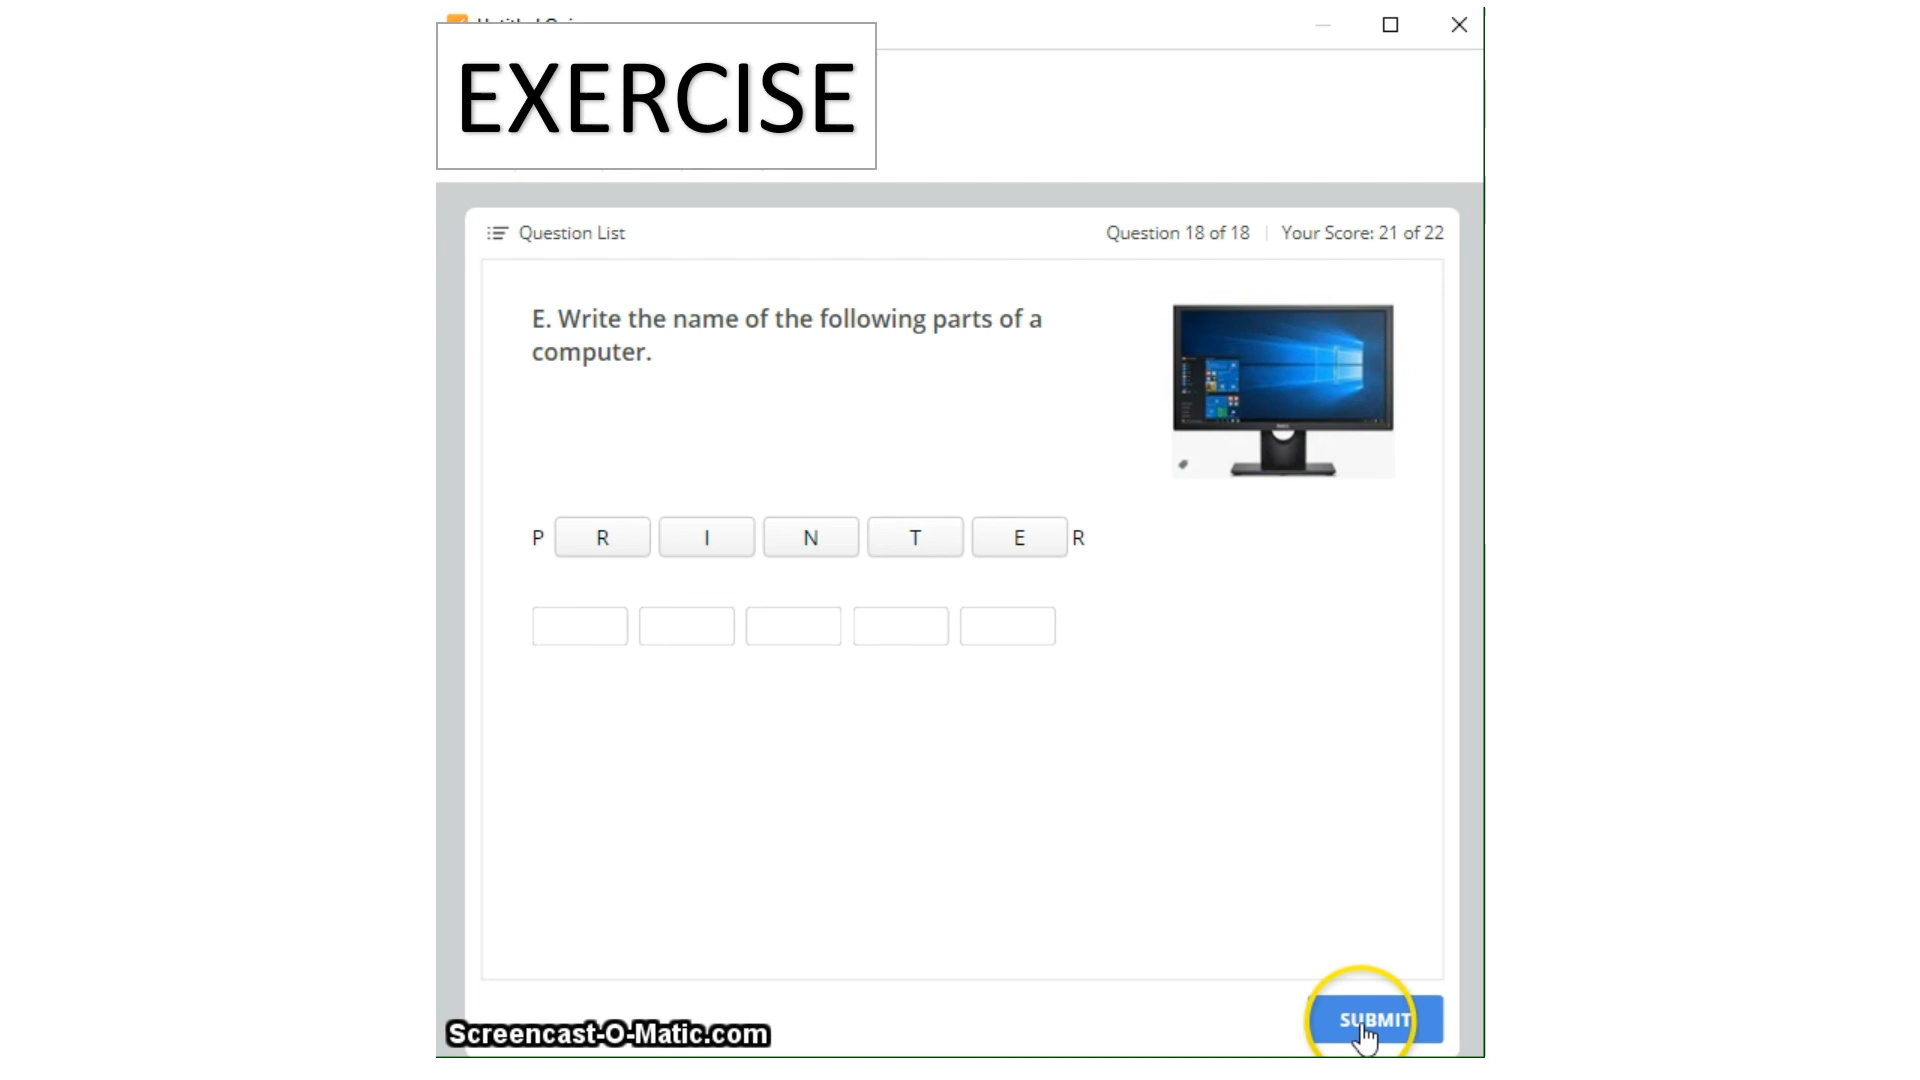 EXERCISE
Question List
Question 18 of 18 | Your Score: 21 of 22
E. Write the name of the following parts of a
computer.
P R I N T E R
SUBMIT
Screencast-O-Matic.com